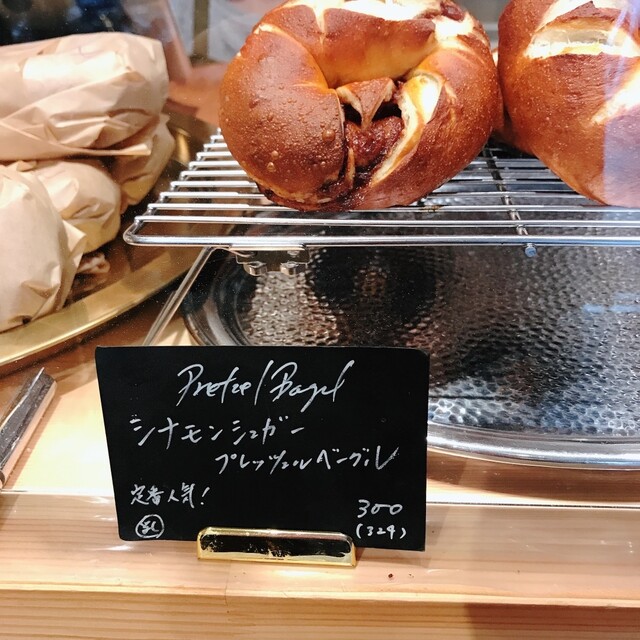 Pretzel Bagel
シナモンシュガー
プレッツェルベーグル
定番人気!
乳
300
(324)